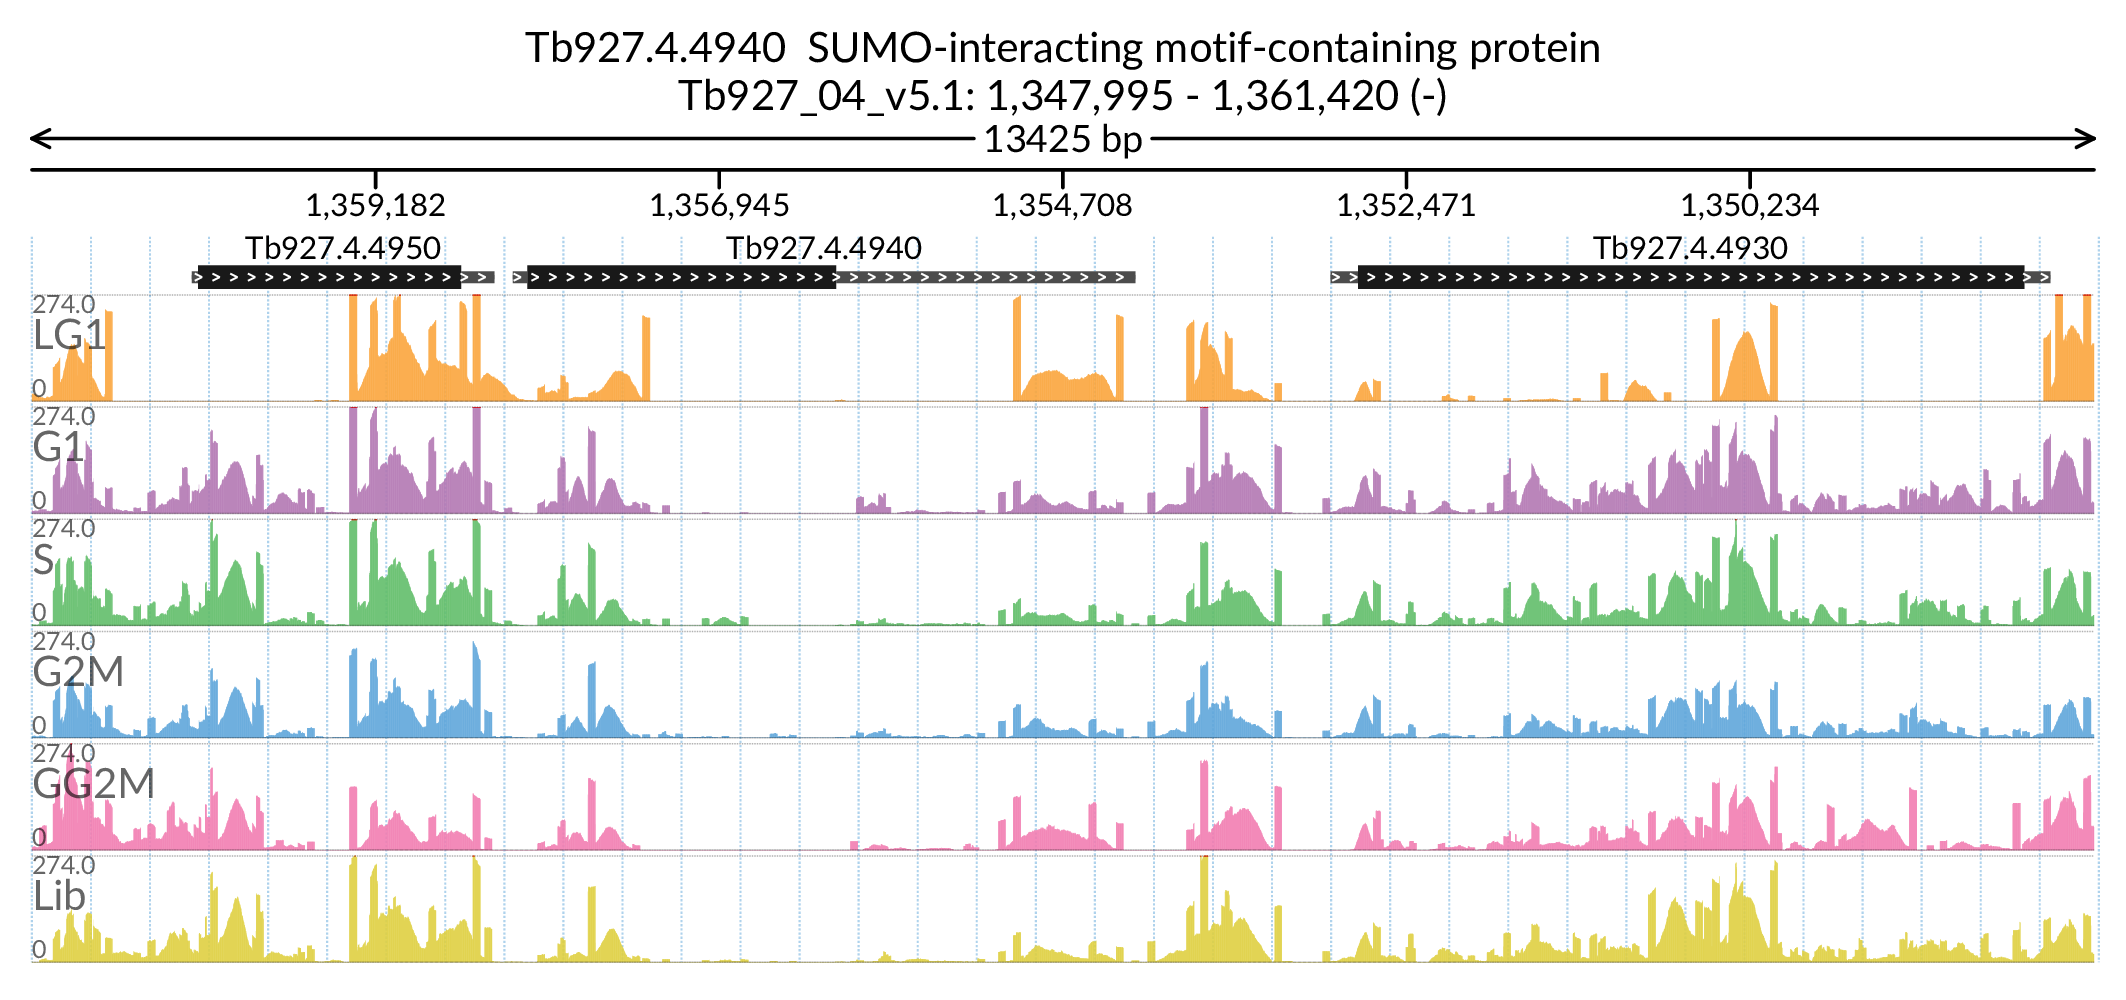 Tb927.4.4940  SUMO-interacting motif-containing protein
Tb927_04_v5.1: 1,347,995 - 1,361,420 (-)
13425 bp
1,359,182 1,356,945 1,354,708 1,352,471 1,350,234
Tb927.4.4950 Tb927.4.4940 Tb927.4.4930
274.0
LG1
0
274.0
G1
0
274.0
S
0
274.0
G2M
0
274.0
GG2M
0
274.0
Lib
0